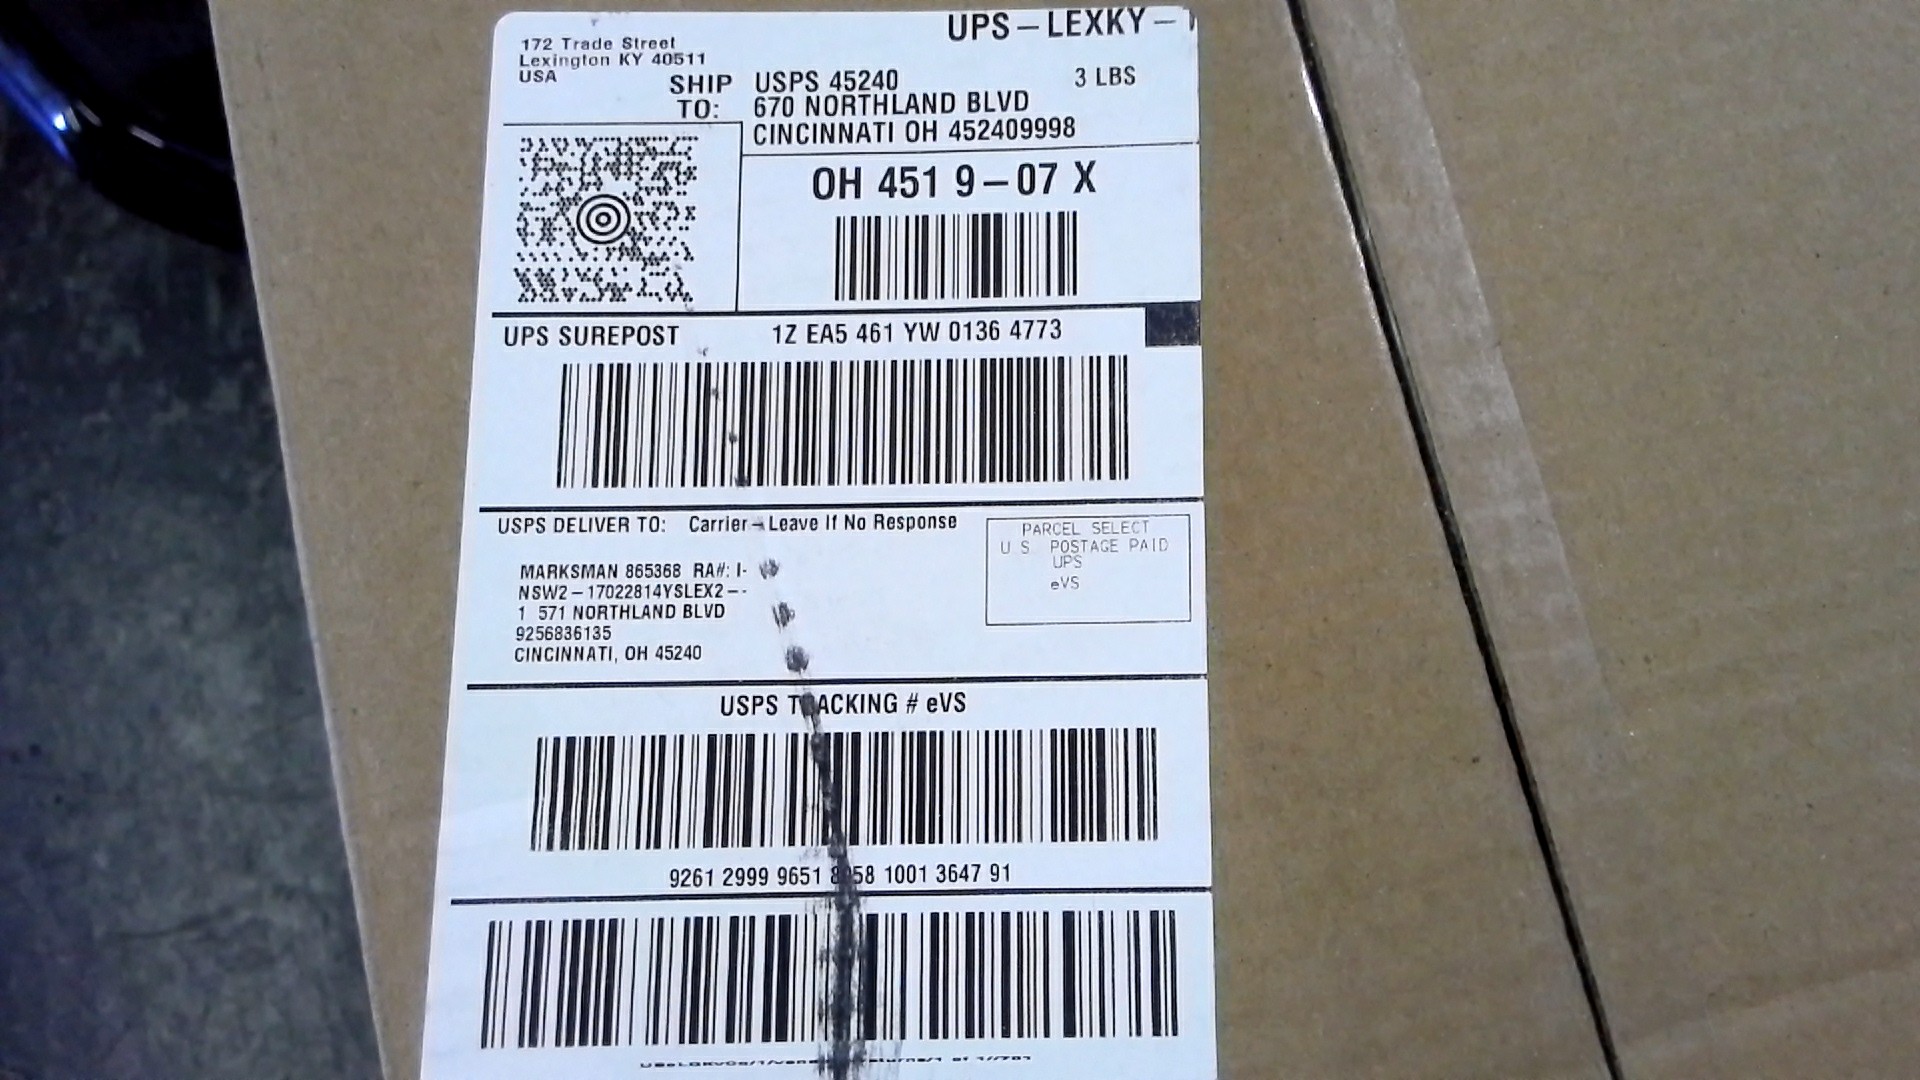 UPS-LEXKY-
172 Trade Street
Lexington KY 40511
USA
SHIP TO:
USPS 45240 3 LBS
670 NORTHLAND BLVD
CINCINNATI OH 452409998
OH 451 9-07 X
UPS SUREPOST 1Z EA5 461 YW 0136 4773
USPS DELIVER TO: Carrier-Leave If No Response
PARCEL SELECT
U S POSTAGE PAID
UPS
eVS
MARKSMAN 865368 RA#: I-
NSW2-17022814YSLEX2--
1 571 NORTHLAND BLVD
9256836135
CINCINNATI, OH 45240
USPS TRACKING # eVS
9261 2999 9651 1001 3647 91